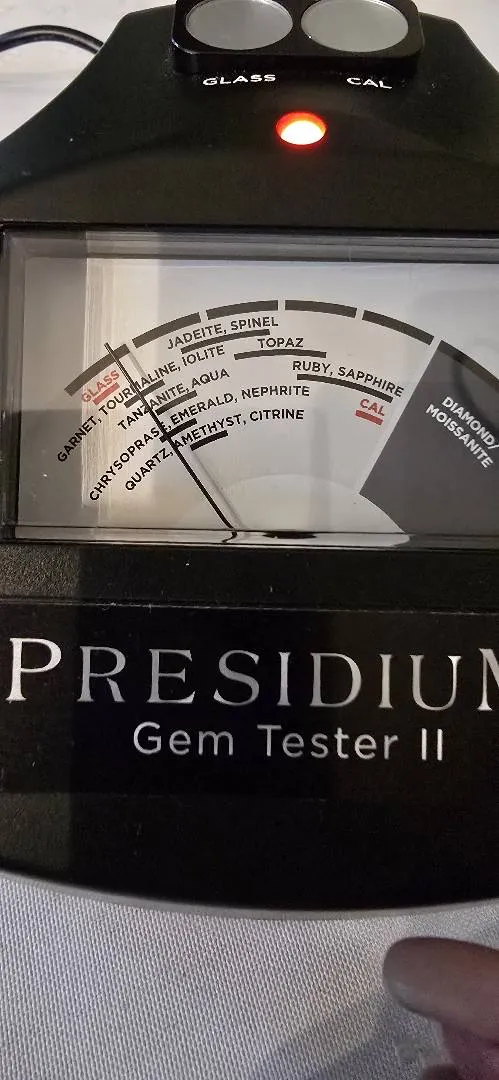 GLASS CAL
JADEITE, SPINEL
GLASS
GARNET, TOURMALINE, IOLITE
TOPAZ
TANZANITE, AQUA
RUBY, SAPPHIRE
CHRYSOPRASE, EMERALD, NEPHRITE
CAL
QUARTZ, AMETHYST, CITRINE
DIAMOND/
MOISSANITE
PRESIDIUM
Gem Tester II